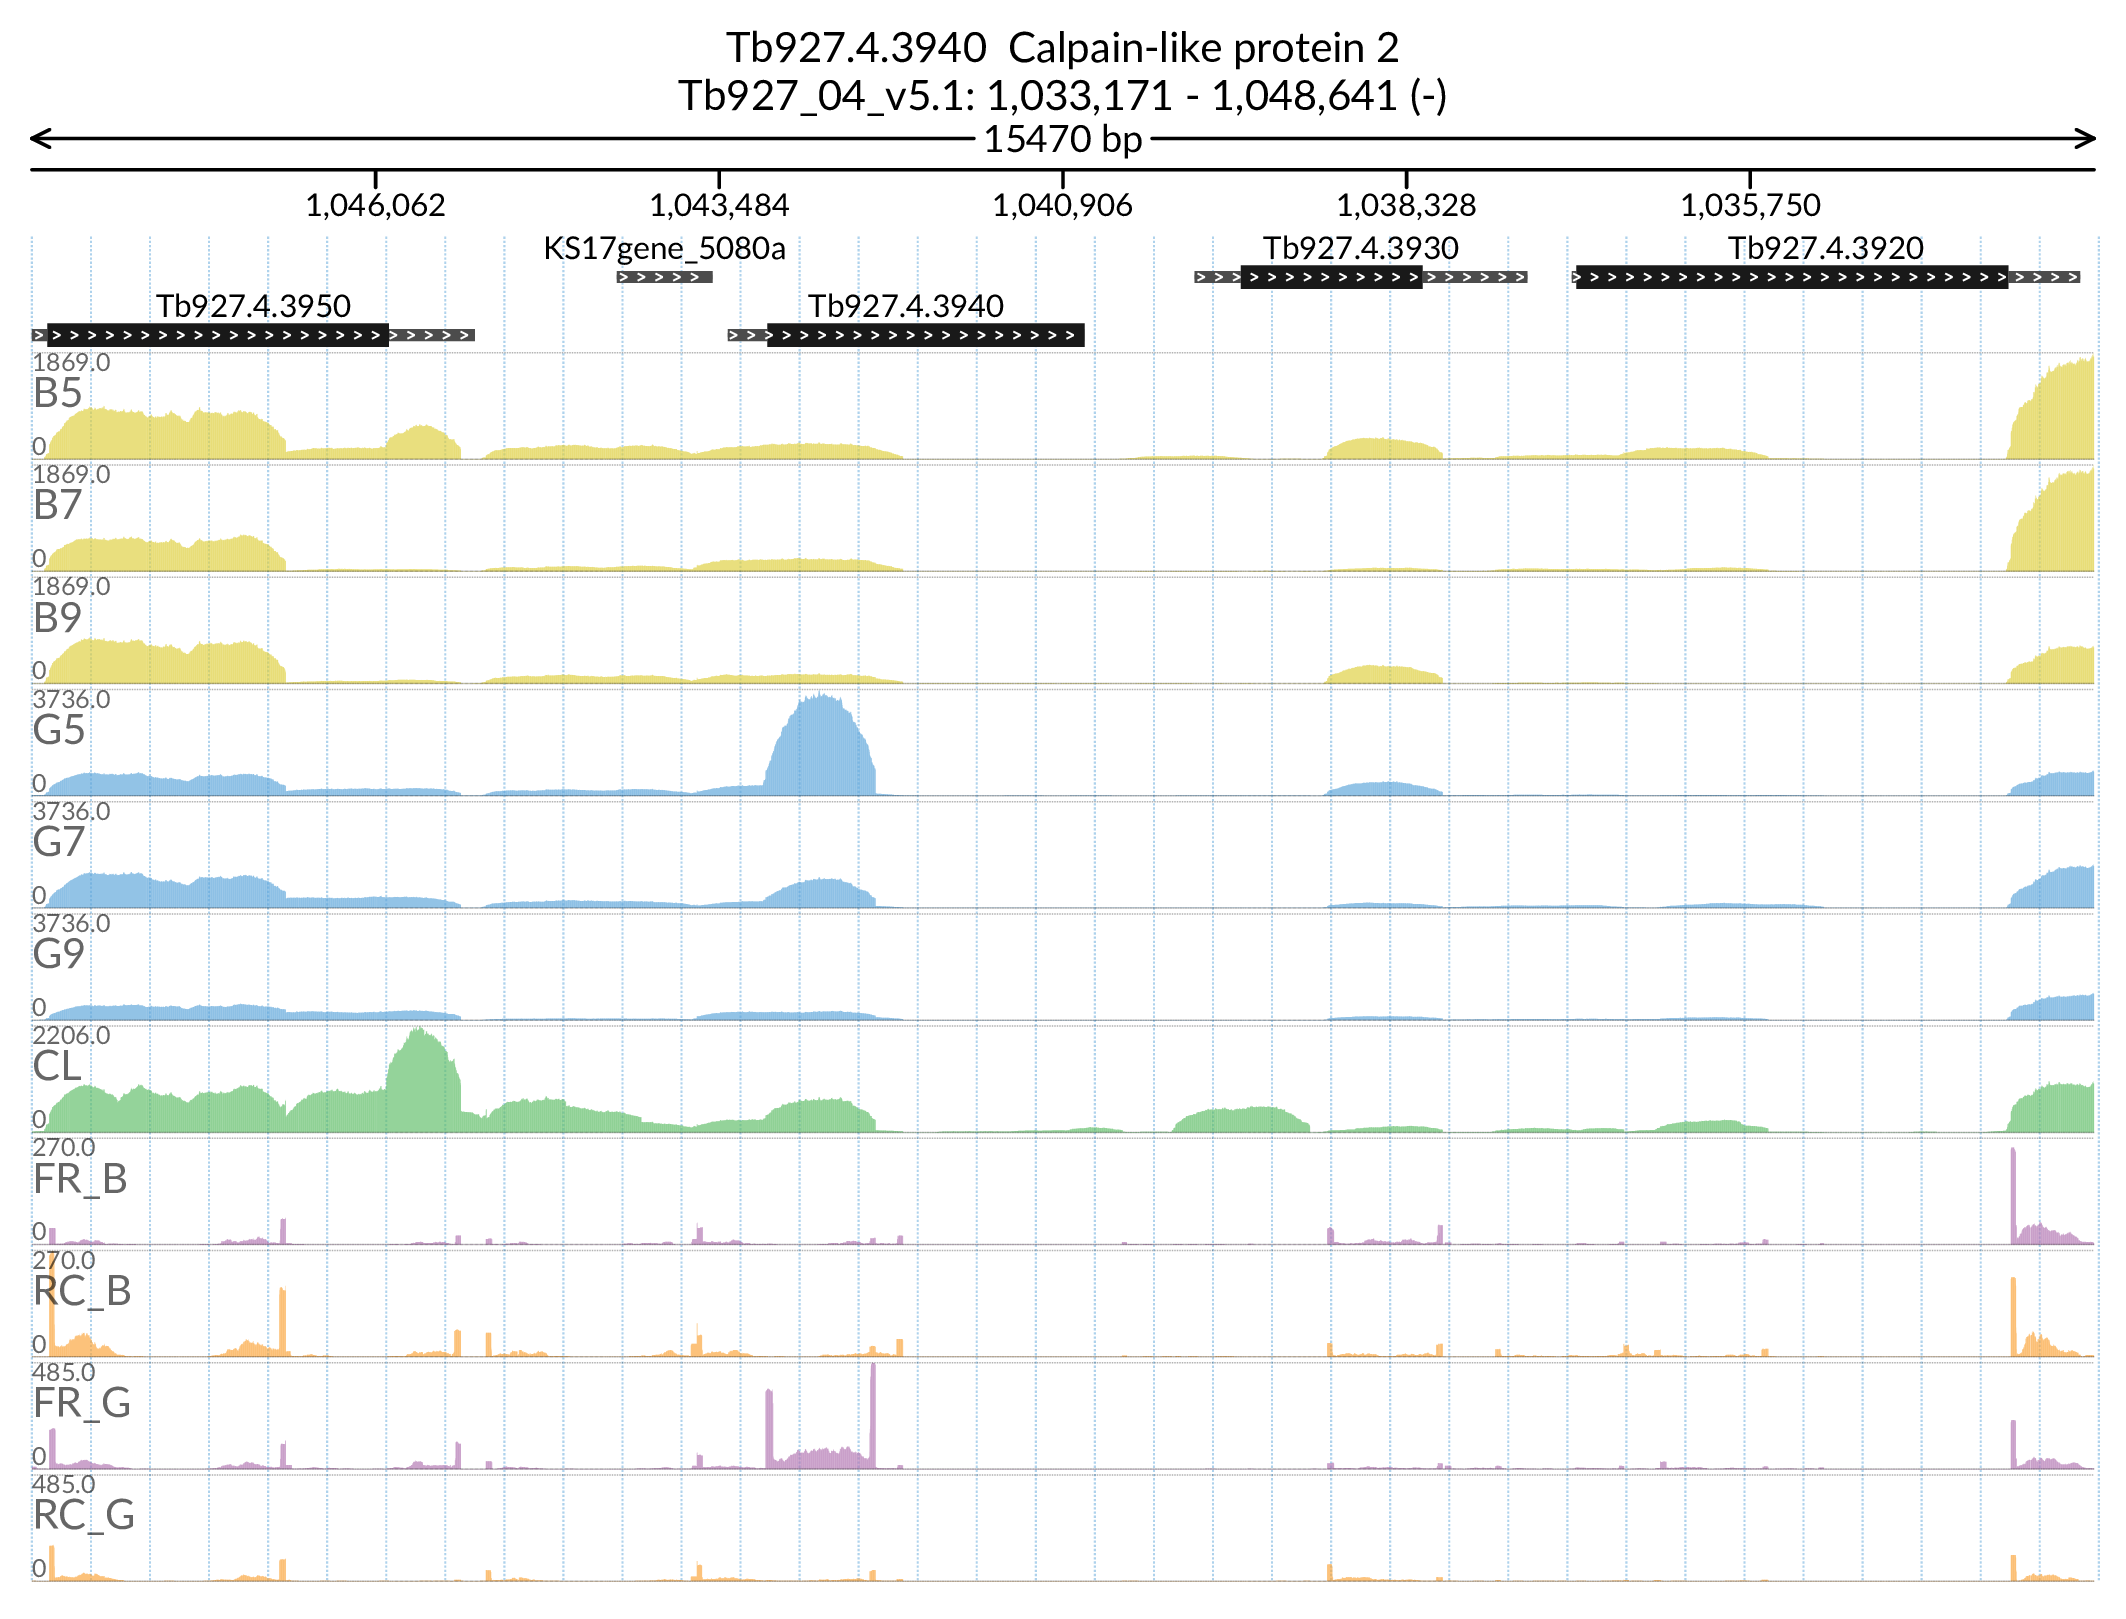 Tb927.4.3940 Calpain-like protein 2
Tb927_04_v5.1: 1,033,171 - 1,048,641 (-)
15470 bp
1,046,062 1,043,484 1,040,906 1,038,328 1,035,750
KS17gene_5080a Tb927.4.3930 Tb927.4.3920
Tb927.4.3950 Tb927.4.3940
1869.0
B5
0
1869.0
B7
0
1869.0
B9
0
3736.0
G5
0
3736.0
G7
0
3736.0
G9
0
2206.0
CL
0
270.0
FR_B
0
270.0
RC_B
0
485.0
FR_G
0
485.0
RC_G
0